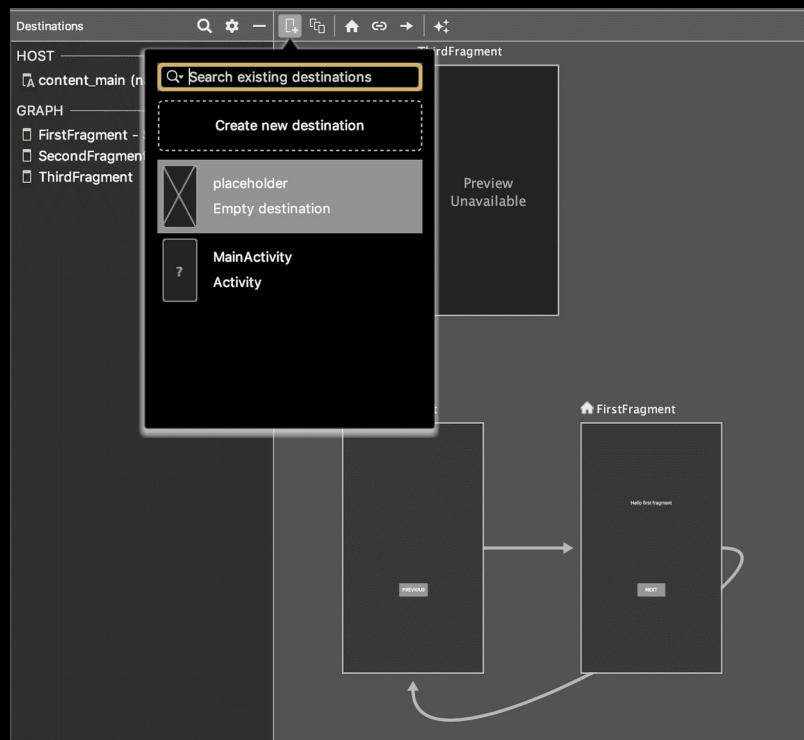 Destinations
HOST
content_main (n
GRAPH
FirstFragment -
SecondFragment
ThirdFragment
Search existing destinations
Create new destination
placeholder
Empty destination
MainActivity
?
Activity
rdFragment
Preview
Unavailable
t
FirstFragment
Hello first fragment
PREVIOUS
NEXT